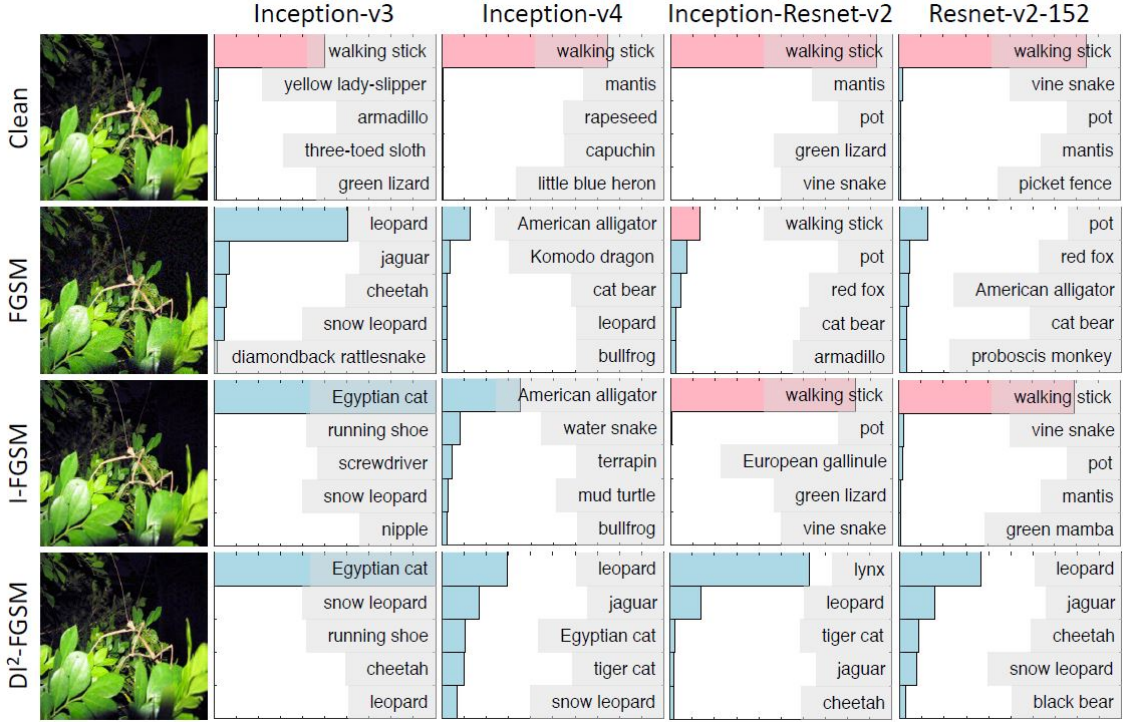 Inception-v3 Inception-v4 Inception-Resnet-v2 Resnet-v2-152
Clean
walking stick
yellow lady-slipper
armadillo
three-toed sloth
green lizard
walking stick
mantis
rapeseed
capuchin
little blue heron
walking stick
mantis
pot
green lizard
vine snake
walking stick
vine snake
pot
mantis
picket fence
FGSM
leopard
jaguar
cheetah
snow leopard
diamondback rattlesnake
American alligator
Komodo dragon
cat bear
leopard
bullfrog
walking stick
pot
red fox
cat bear
armadillo
pot
red fox
American alligator
cat bear
proboscis monkey
I-FGSM
Egyptian cat
running shoe
screwdriver
snow leopard
nipple
American alligator
water snake
terrapin
mud turtle
bullfrog
walking stick
pot
European gallinule
green lizard
vine snake
walking stick
vine snake
pot
mantis
green mamba
DI²-FGSM
Egyptian cat
snow leopard
running shoe
cheetah
leopard
leopard
jaguar
Egyptian cat
tiger cat
snow leopard
lynx
leopard
tiger cat
jaguar
cheetah
leopard
jaguar
cheetah
snow leopard
black bear